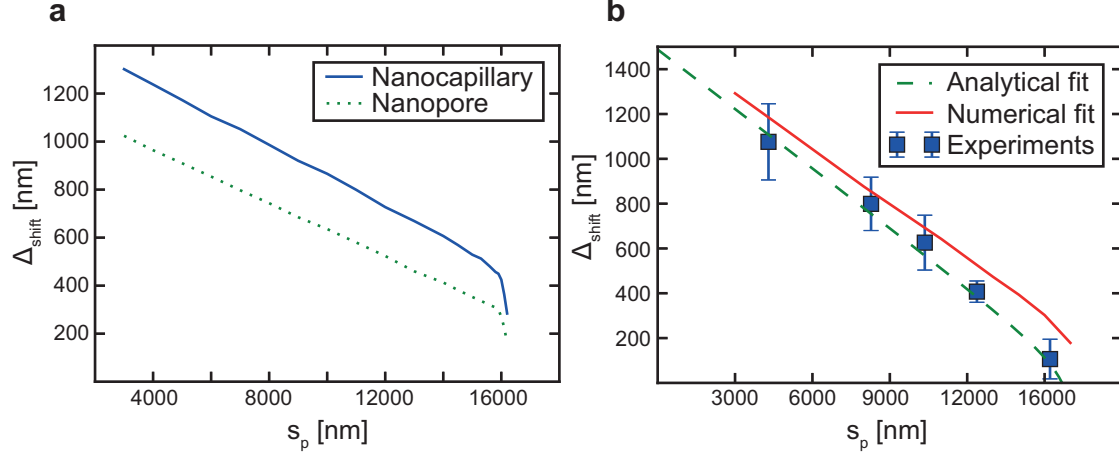 a
Δshift [nm]
1200
1000
800
600
400
200
4000 8000 12000 16000
sp [nm]
Nanocapillary
Nanopore
b
Δshift [nm]
1400
1200
1000
800
600
400
200
3000 6000 9000 12000 16000
sp [nm]
Analytical fit
Numerical fit
Experiments